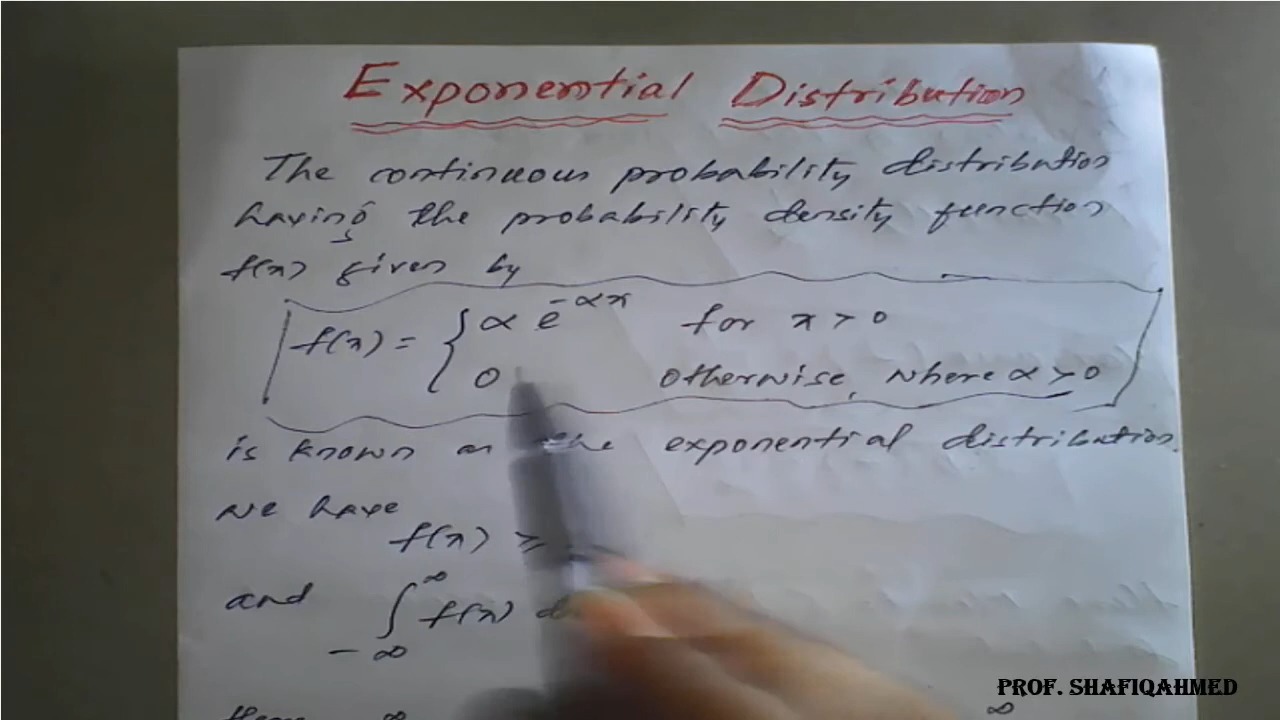 Exponential Distribution
The continuous probability distribution
having the probability density function
f(x) given by
f(x) = { α e^-αx for x > 0
0 otherwise, where α > 0
is known as the exponential distribution.
we have
f(x) ≥
and ∫ ∞ -∞ f(x) d
∞ ∞
PROF. SHAFIQAHMED